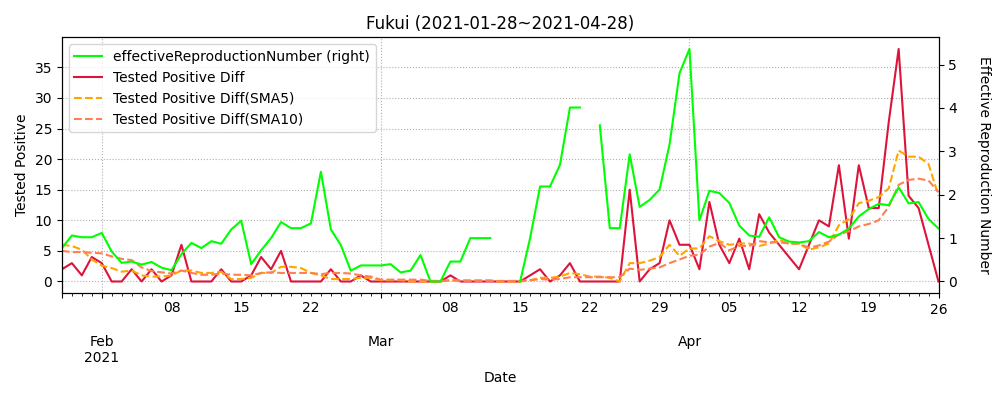 Fukui (2021-01-28~2021-04-28)
effectiveReproductionNumber (right)
Tested Positive Diff
Tested Positive Diff(SMA5)
Tested Positive Diff(SMA10)
Tested Positive
35
30
25
20
15
10
5
0
5
4
3
2
1
0
Effective Reproduction Number
08 15 22 08 15 22 29 05 12 19 26
Feb Mar Apr
2021
Date